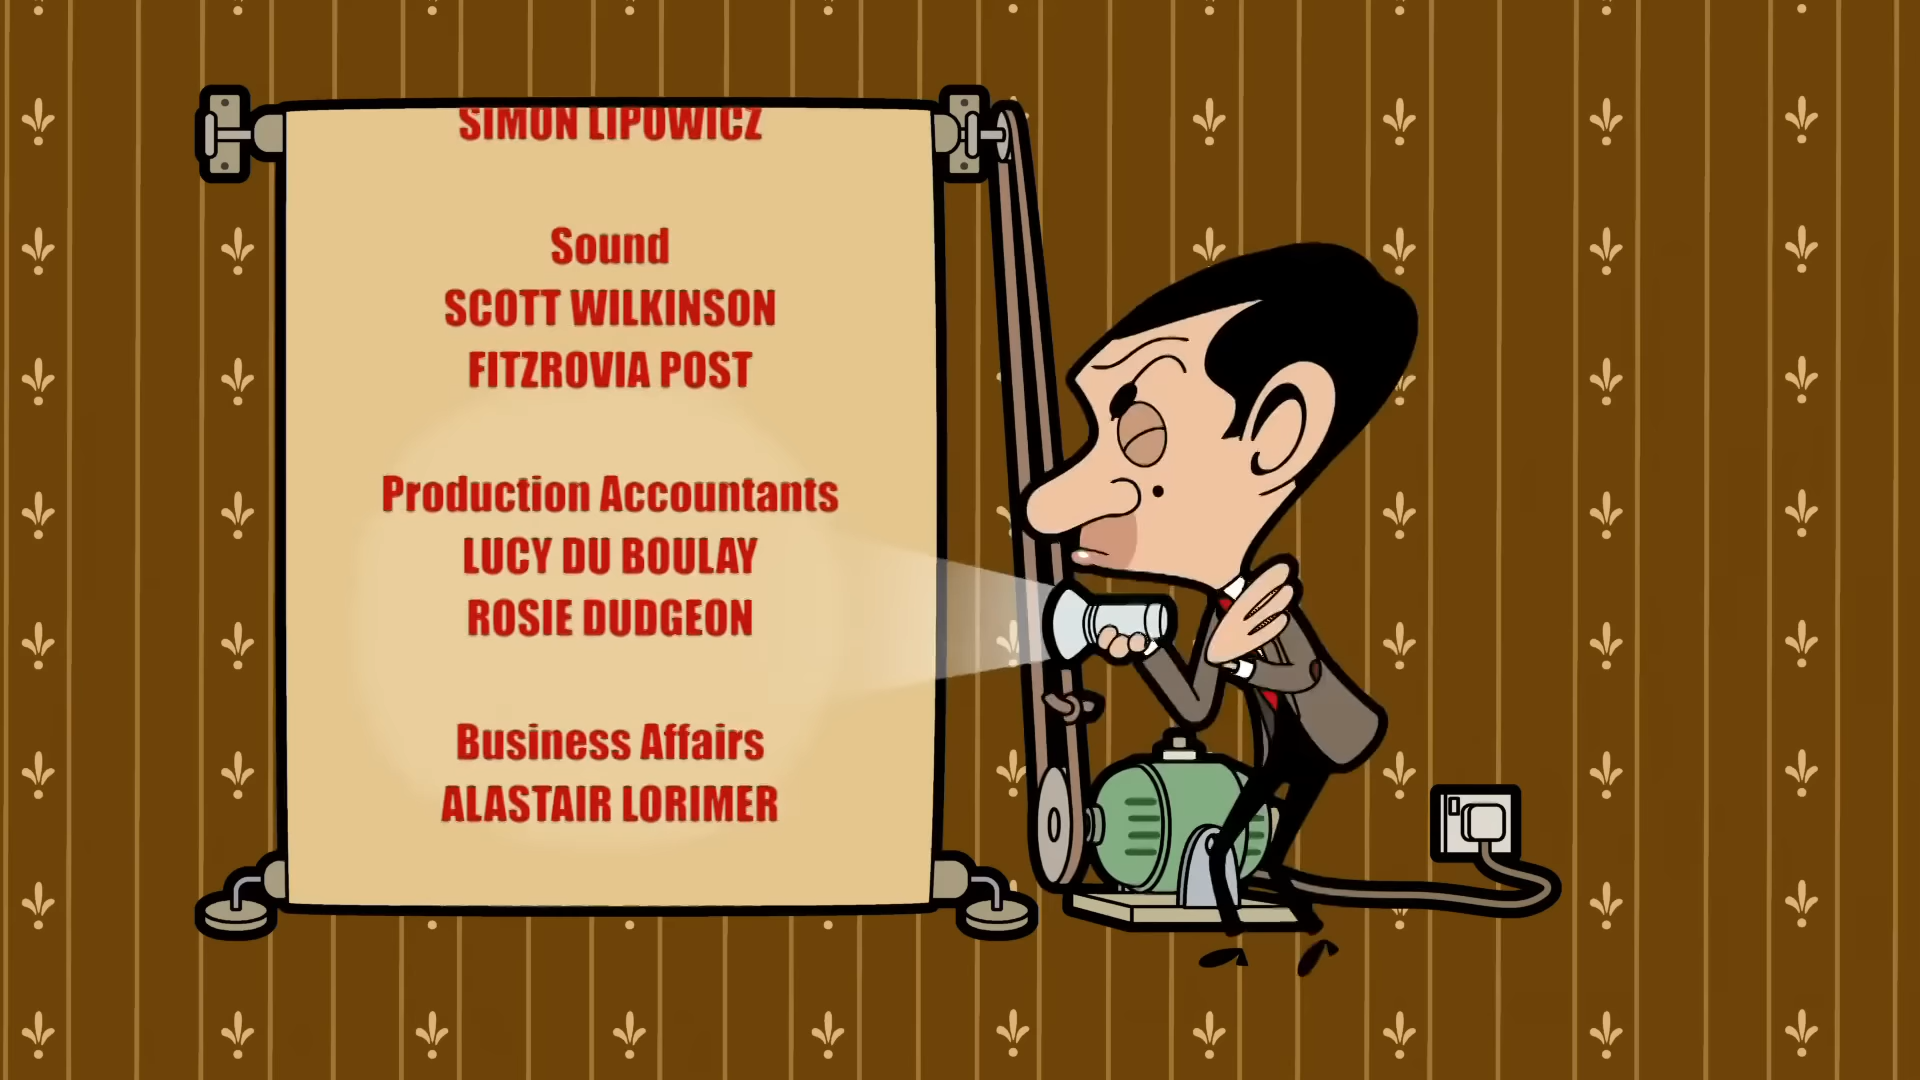 SIMON LIPOWICZ
Sound
SCOTT WILKINSON
FITZROVIA POST
Production Accountants
LUCY DU BOULAY
ROSIE DUDGEON
Business Affairs
ALASTAIR LORIMER